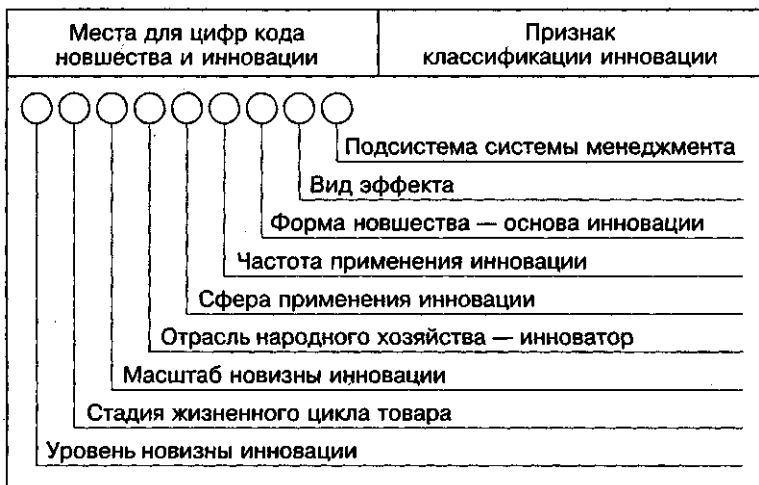 Места для цифр кода
новшества и инновации
Признак
классификации инновации
Подсистема системы менеджмента
Вид эффекта
Форма новшества — основа инновации
Частота применения инновации
Сфера применения инновации
Отрасль народного хозяйства — инноватор
Масштаб новизны инновации
Стадия жизненного цикла товара
Уровень новизны инновации